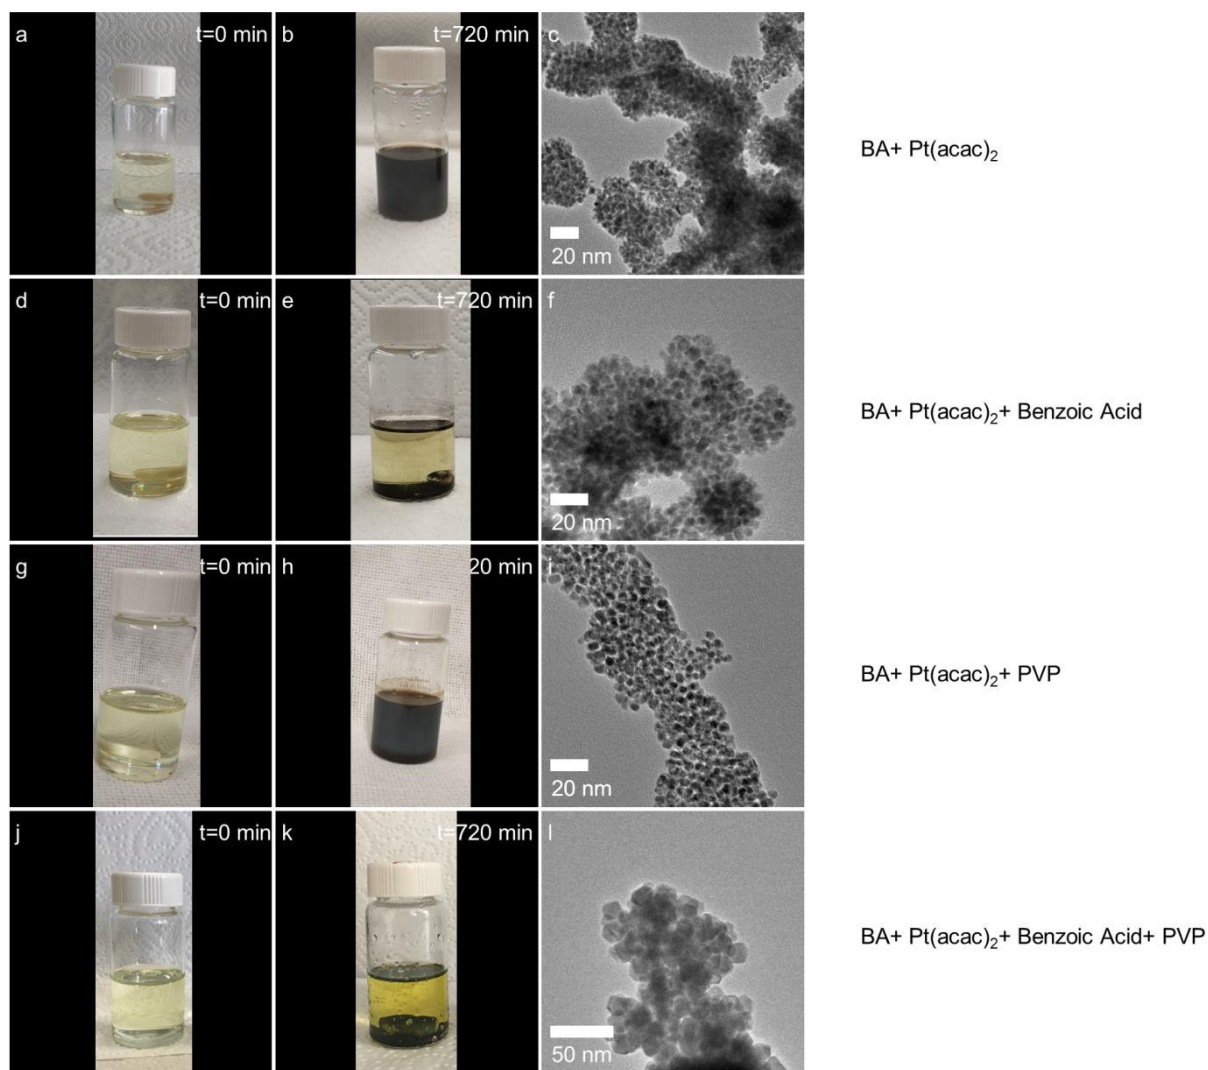 a t=0 min b t=720 min c
20 nm
BA+ Pt(acac)₂
d t=0 min e t=720 min f
20 nm
BA+ Pt(acac)₂+ Benzoic Acid
g t=0 min h 20 min i
20 nm
BA+ Pt(acac)₂+ PVP
j t=0 min k t=720 min l
50 nm
BA+ Pt(acac)₂+ Benzoic Acid+ PVP